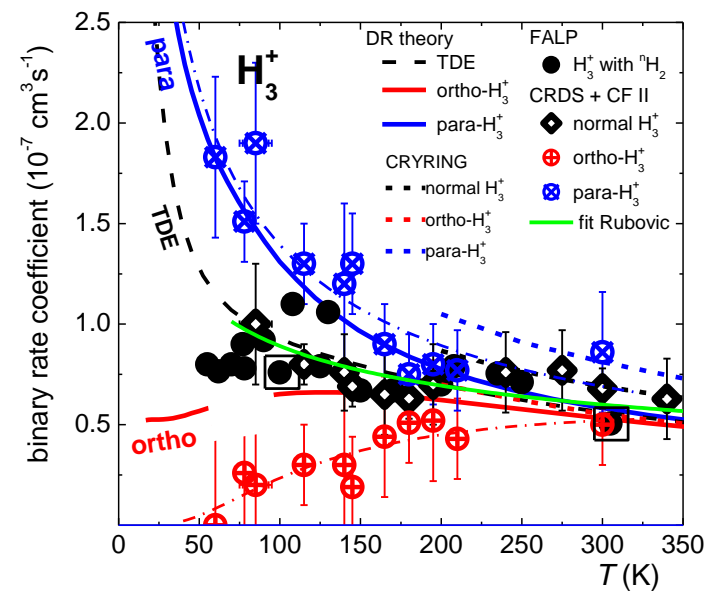 2.5
2.0
1.5
1.0
0.5
0 50 100 150 200 250 300 350
T (K)
binary rate coefficient (10⁻⁷ cm³s⁻¹)
para
H₃⁺
TDE
ortho
DR theory
TDE
ortho-H₃⁺
para-H₃⁺
CRYRING
normal H₃⁺
ortho-H₃⁺
para-H₃⁺
FALP
H₃⁺ with ⁿH₂
CRDS + CF II
normal H₃⁺
ortho-H₃⁺
para-H₃⁺
fit Rubovic